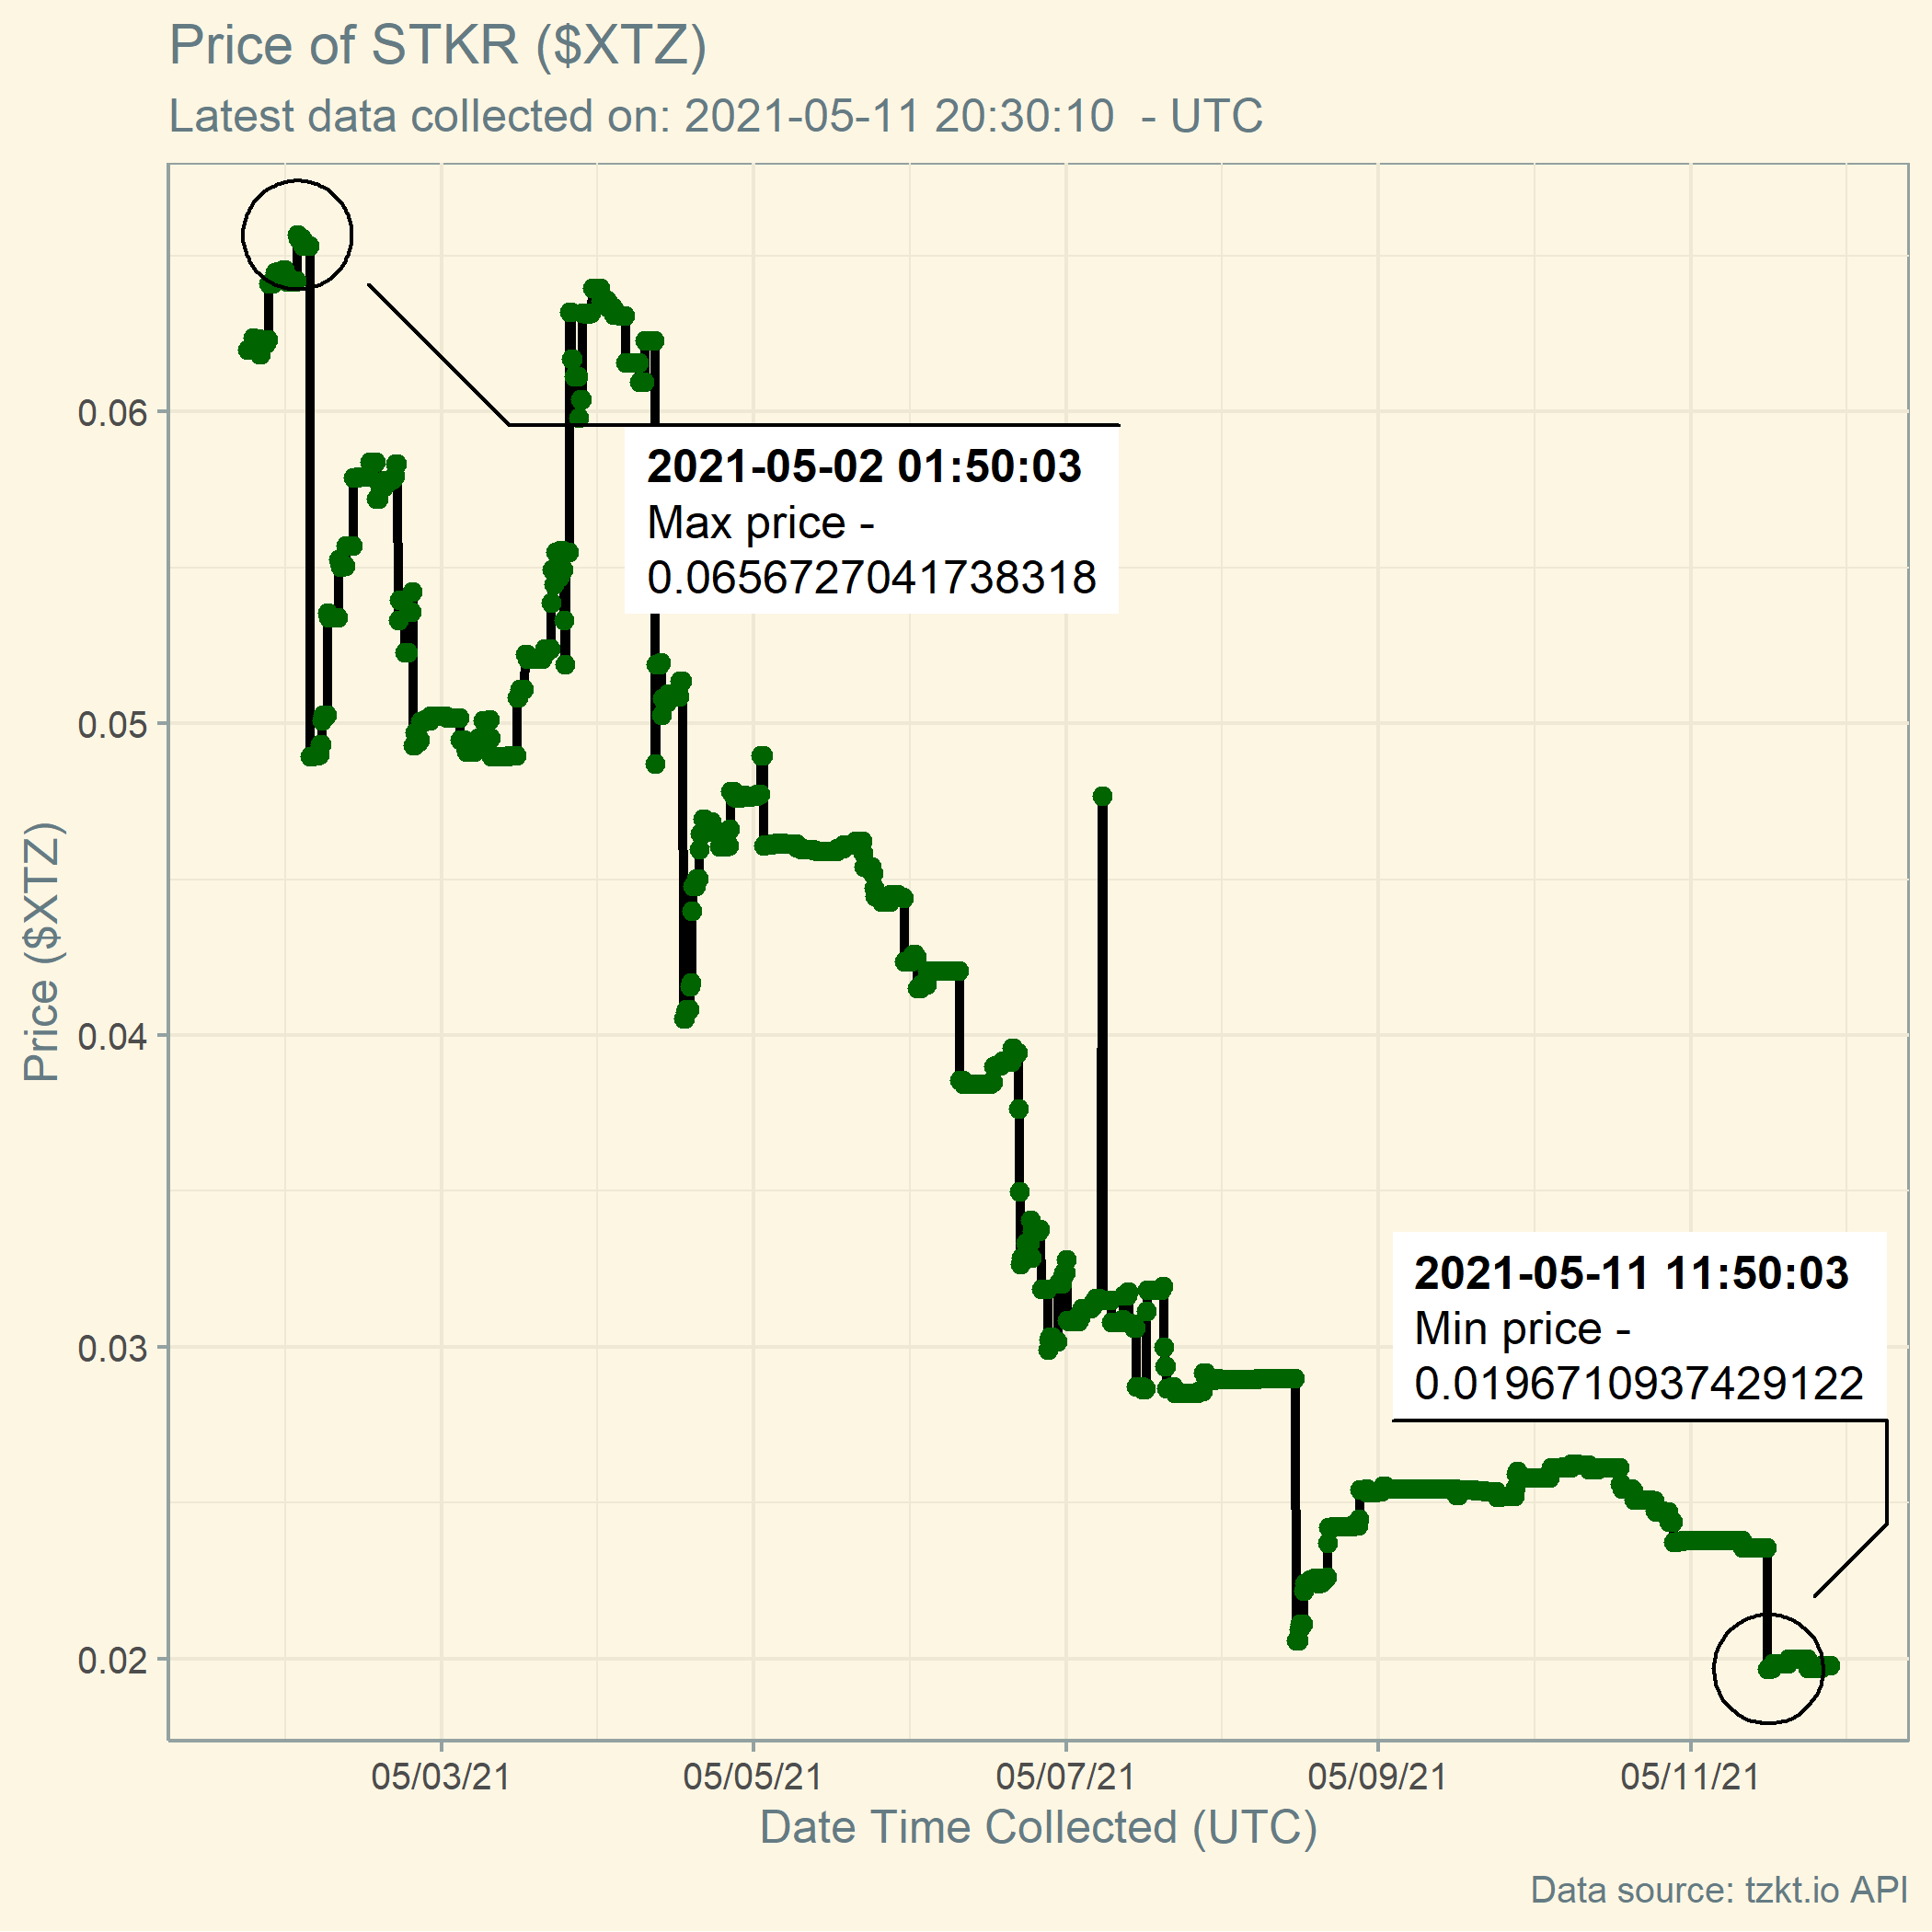 Price of STKR ($XTZ)
Latest data collected on: 2021-05-11 20:30:10 - UTC
Price ($XTZ)
0.06
0.05
0.04
0.03
0.02
2021-05-02 01:50:03
Max price -
0.0656727041738318
2021-05-11 11:50:03
Min price -
0.0196710937429122
05/03/21
05/05/21
05/07/21
05/09/21
05/11/21
Date Time Collected (UTC)
Data source: tzkt.io API